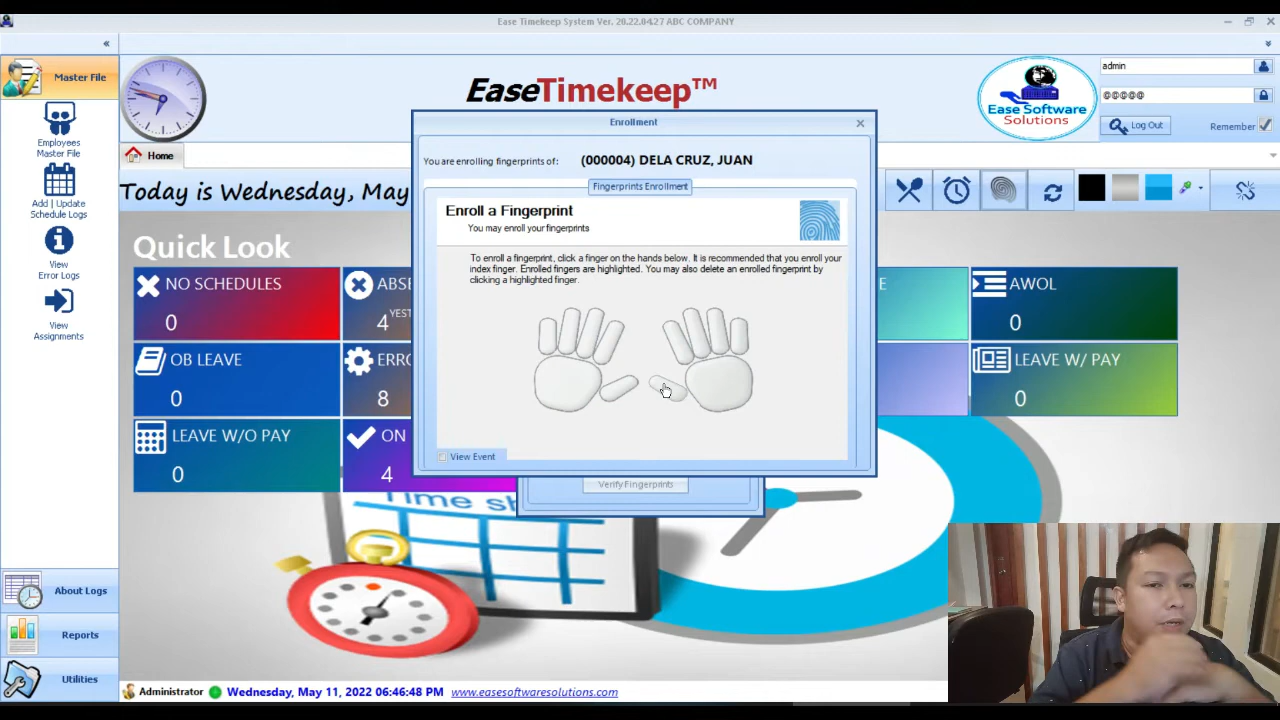 Ease Timekeep System Ver. 20.22.04.27 ABC COMPANY
«
Master File
Employees
Master File
Add | Update
Schedule Logs
View
Error Logs
View
Assignments
About Logs
Reports
Utilities
EaseTimekeep™
Ease Software
Solutions
admin
@@@@@
Log Out
Remember
Home
Today is Wednesday, May
Quick Look
NO SCHEDULES
0
ABSE
YEST
4
E
AWOL
0
OB LEAVE
0
ERRO
8
LEAVE W/ PAY
0
LEAVE W/O PAY
0
ON
4
Enrollment
You are enrolling fingerprints of:
(000004) DELA CRUZ, JUAN
Fingerprints Enrollment
Enroll a Fingerprint
You may enroll your fingerprints
To enroll a fingerprint, click a finger on the hands below. It is recommended that you enroll your
index finger. Enrolled fingers are highlighted. You may also delete an enrolled fingerprint by
clicking a highlighted finger.
View Event
Verify Fingerprints
Time sh
Administrator
Wednesday, May 11, 2022 06:46:48 PM
www.easesoftwaresolutions.com